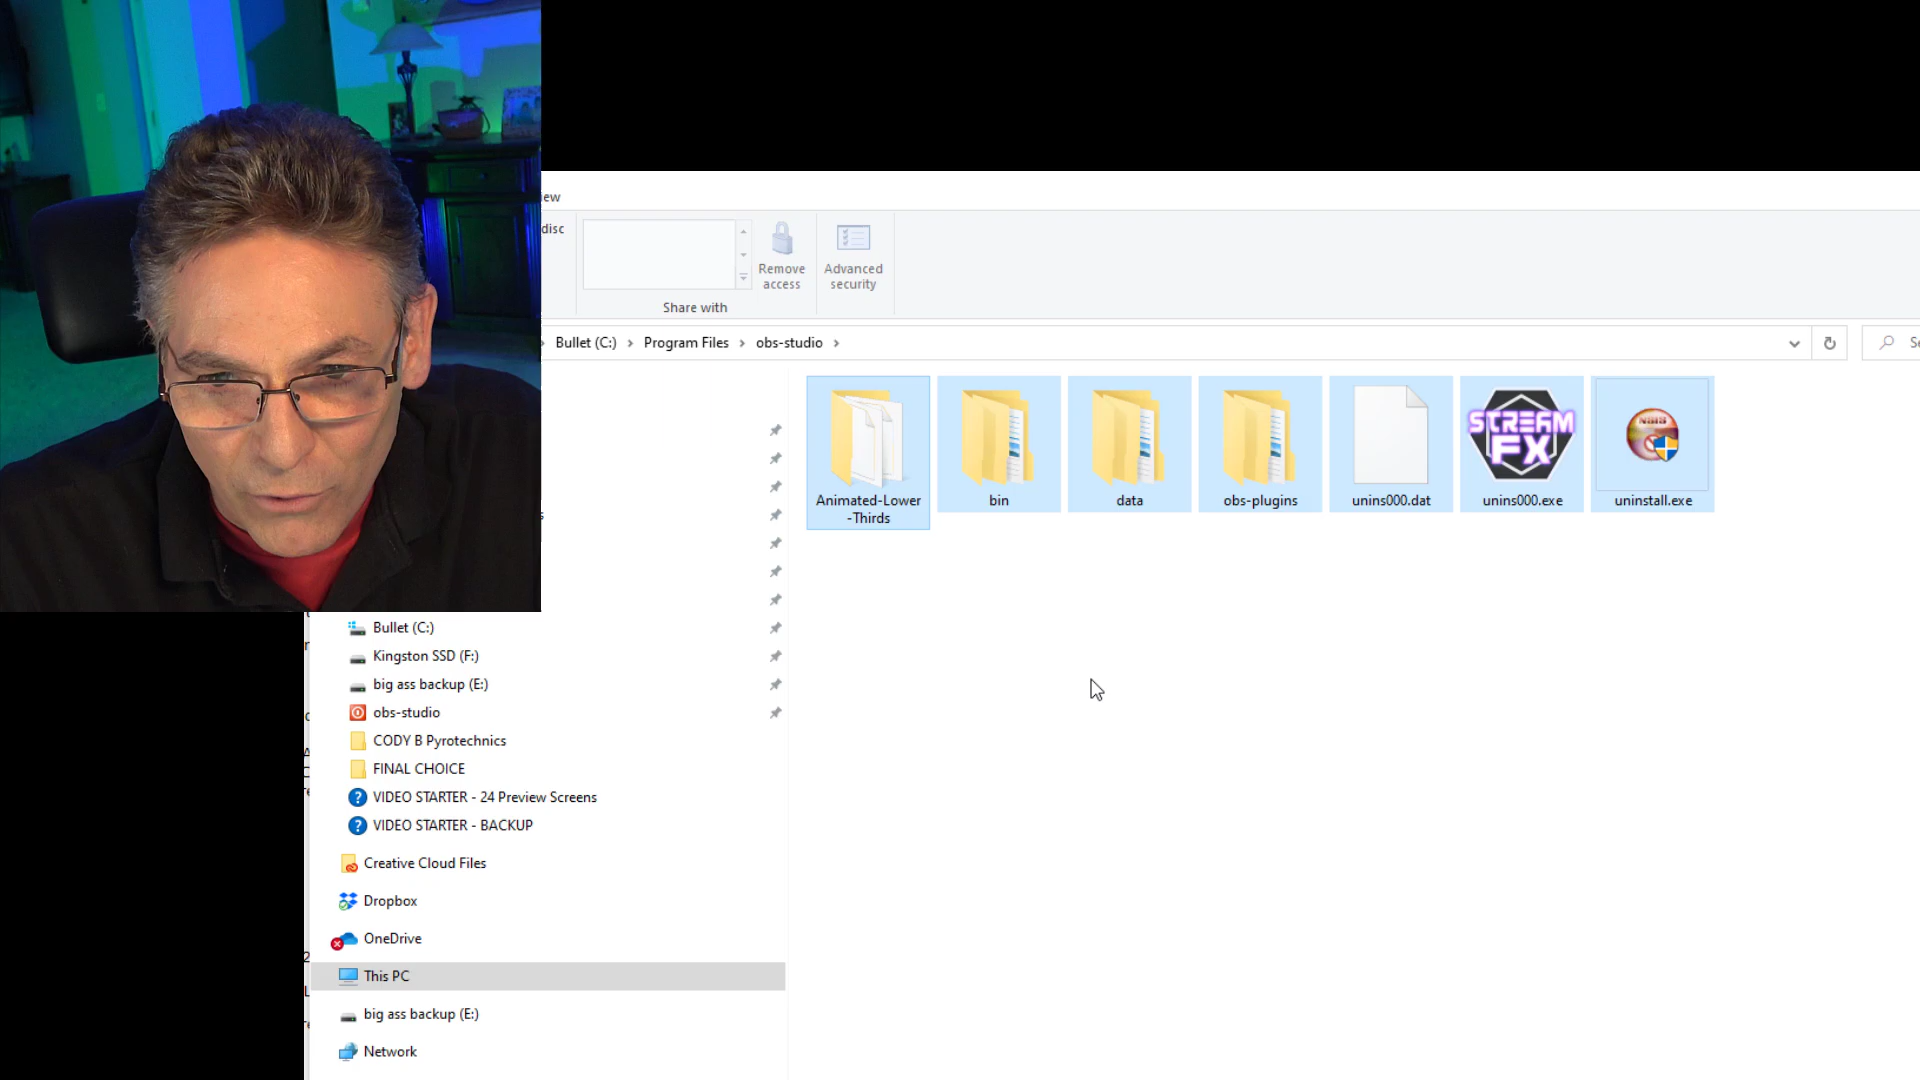 iew
disc
Remove
access
Advanced
security
Share with
Bullet (C:) > Program Files > obs-studio >
STREAM
FX
Animated-Lower
-Thirds
bin
data
obs-plugins
unins000.dat
unins000.exe
uninstall.exe
Bullet (C:)
Kingston SSD (F:)
big ass backup (E:)
obs-studio
CODY B Pyrotechnics
FINAL CHOICE
VIDEO STARTER - 24 Preview Screens
VIDEO STARTER - BACKUP
Creative Cloud Files
Dropbox
OneDrive
This PC
big ass backup (E:)
Network